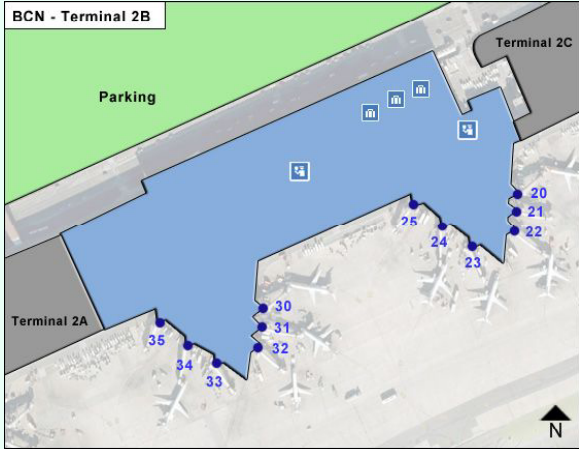 BCN - Terminal 2B
Terminal 2C
Parking
20
21
22
25
24
23
30
31
32
Terminal 2A
35
34
33
N